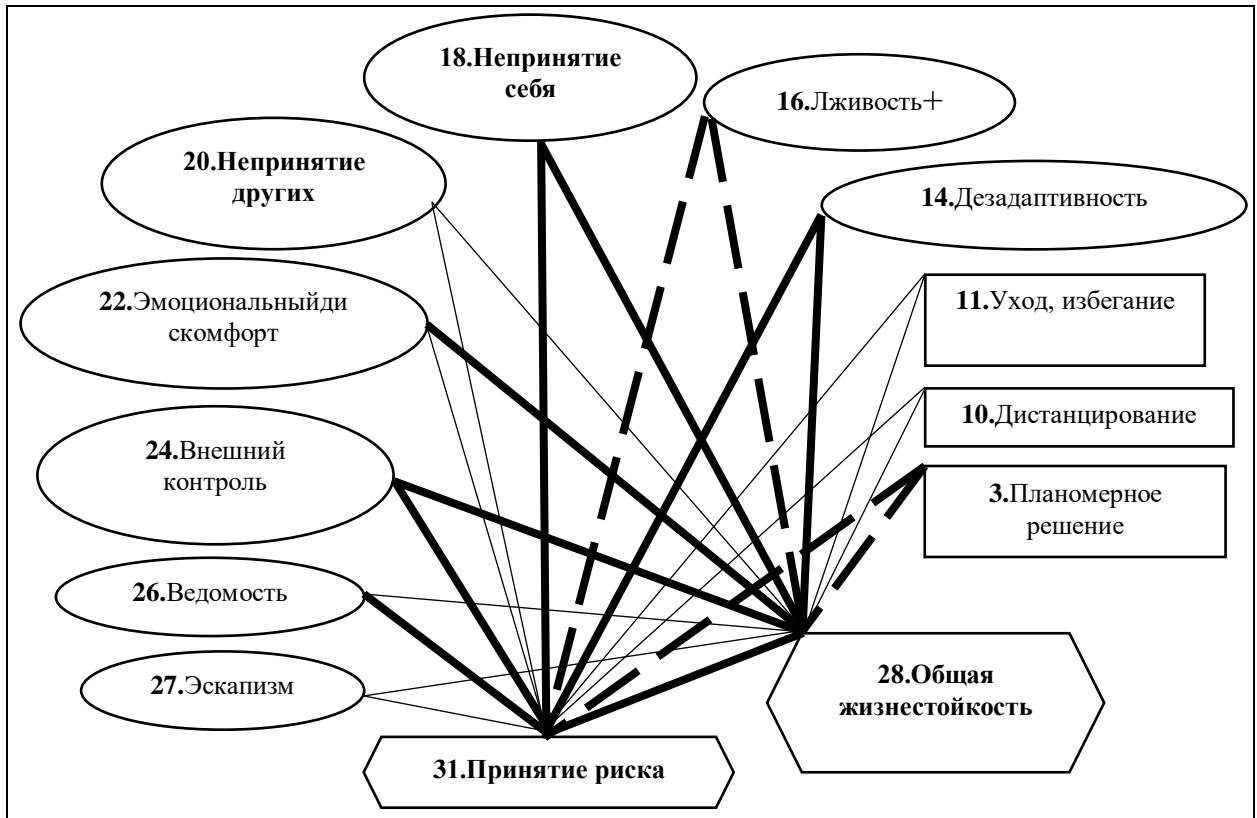 18.Непринятие
себя
16.Лживость+
20.Непринятие
других
14.Дезадаптивность
22.Эмоциональныйди
скомфорт
11.Уход, избегание
10.Дистанцирование
24.Внешний
контроль
3.Планомерное
решение
26.Ведомость
27.Эскапизм
28.Общая
жизнестойкость
31.Принятие риска